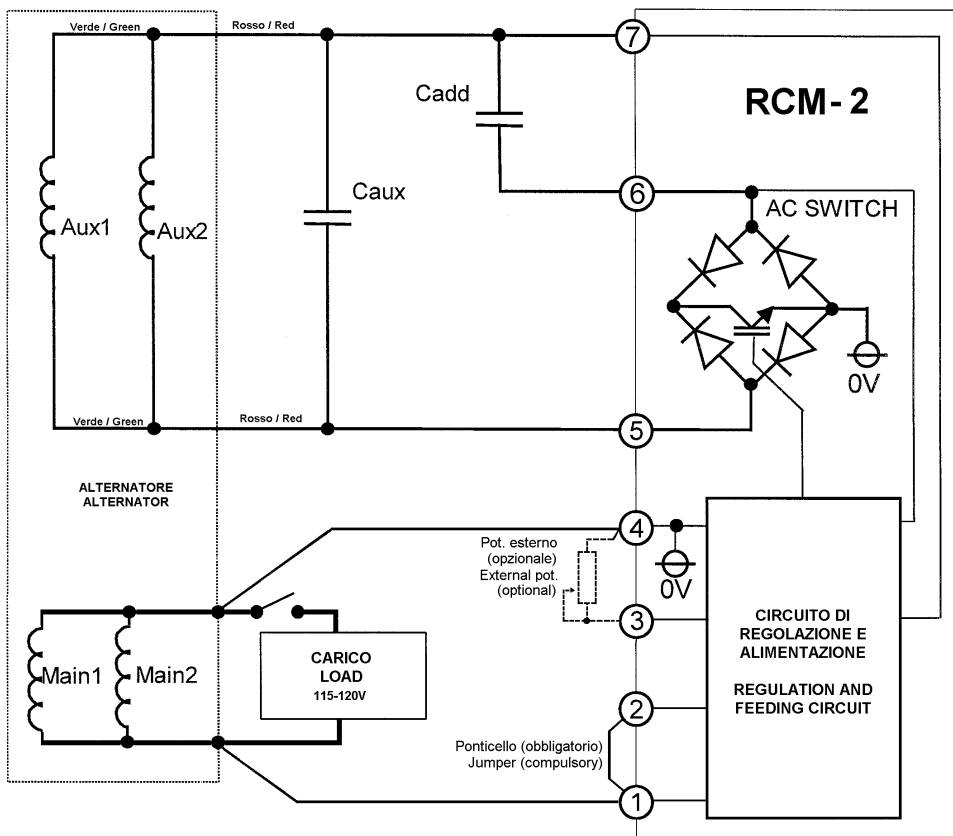 Verde / Green
Rosso / Red
7
Cadd
RCM- 2
6
AC SWITCH
Aux1
Aux2
Caux
0V
Verde / Green
Rosso / Red
5
ALTERNATORE
ALTERNATOR
4
Pot. esterno
(opzionale)
External pot.
(optional)
0V
3
CIRCUITO DI
REGOLAZIONE E
ALIMENTAZIONE
REGULATION AND
FEEDING CIRCUIT
Main1
Main2
CARICO
LOAD
115-120V
2
Ponticello (obbligatorio)
Jumper (compulsory)
1